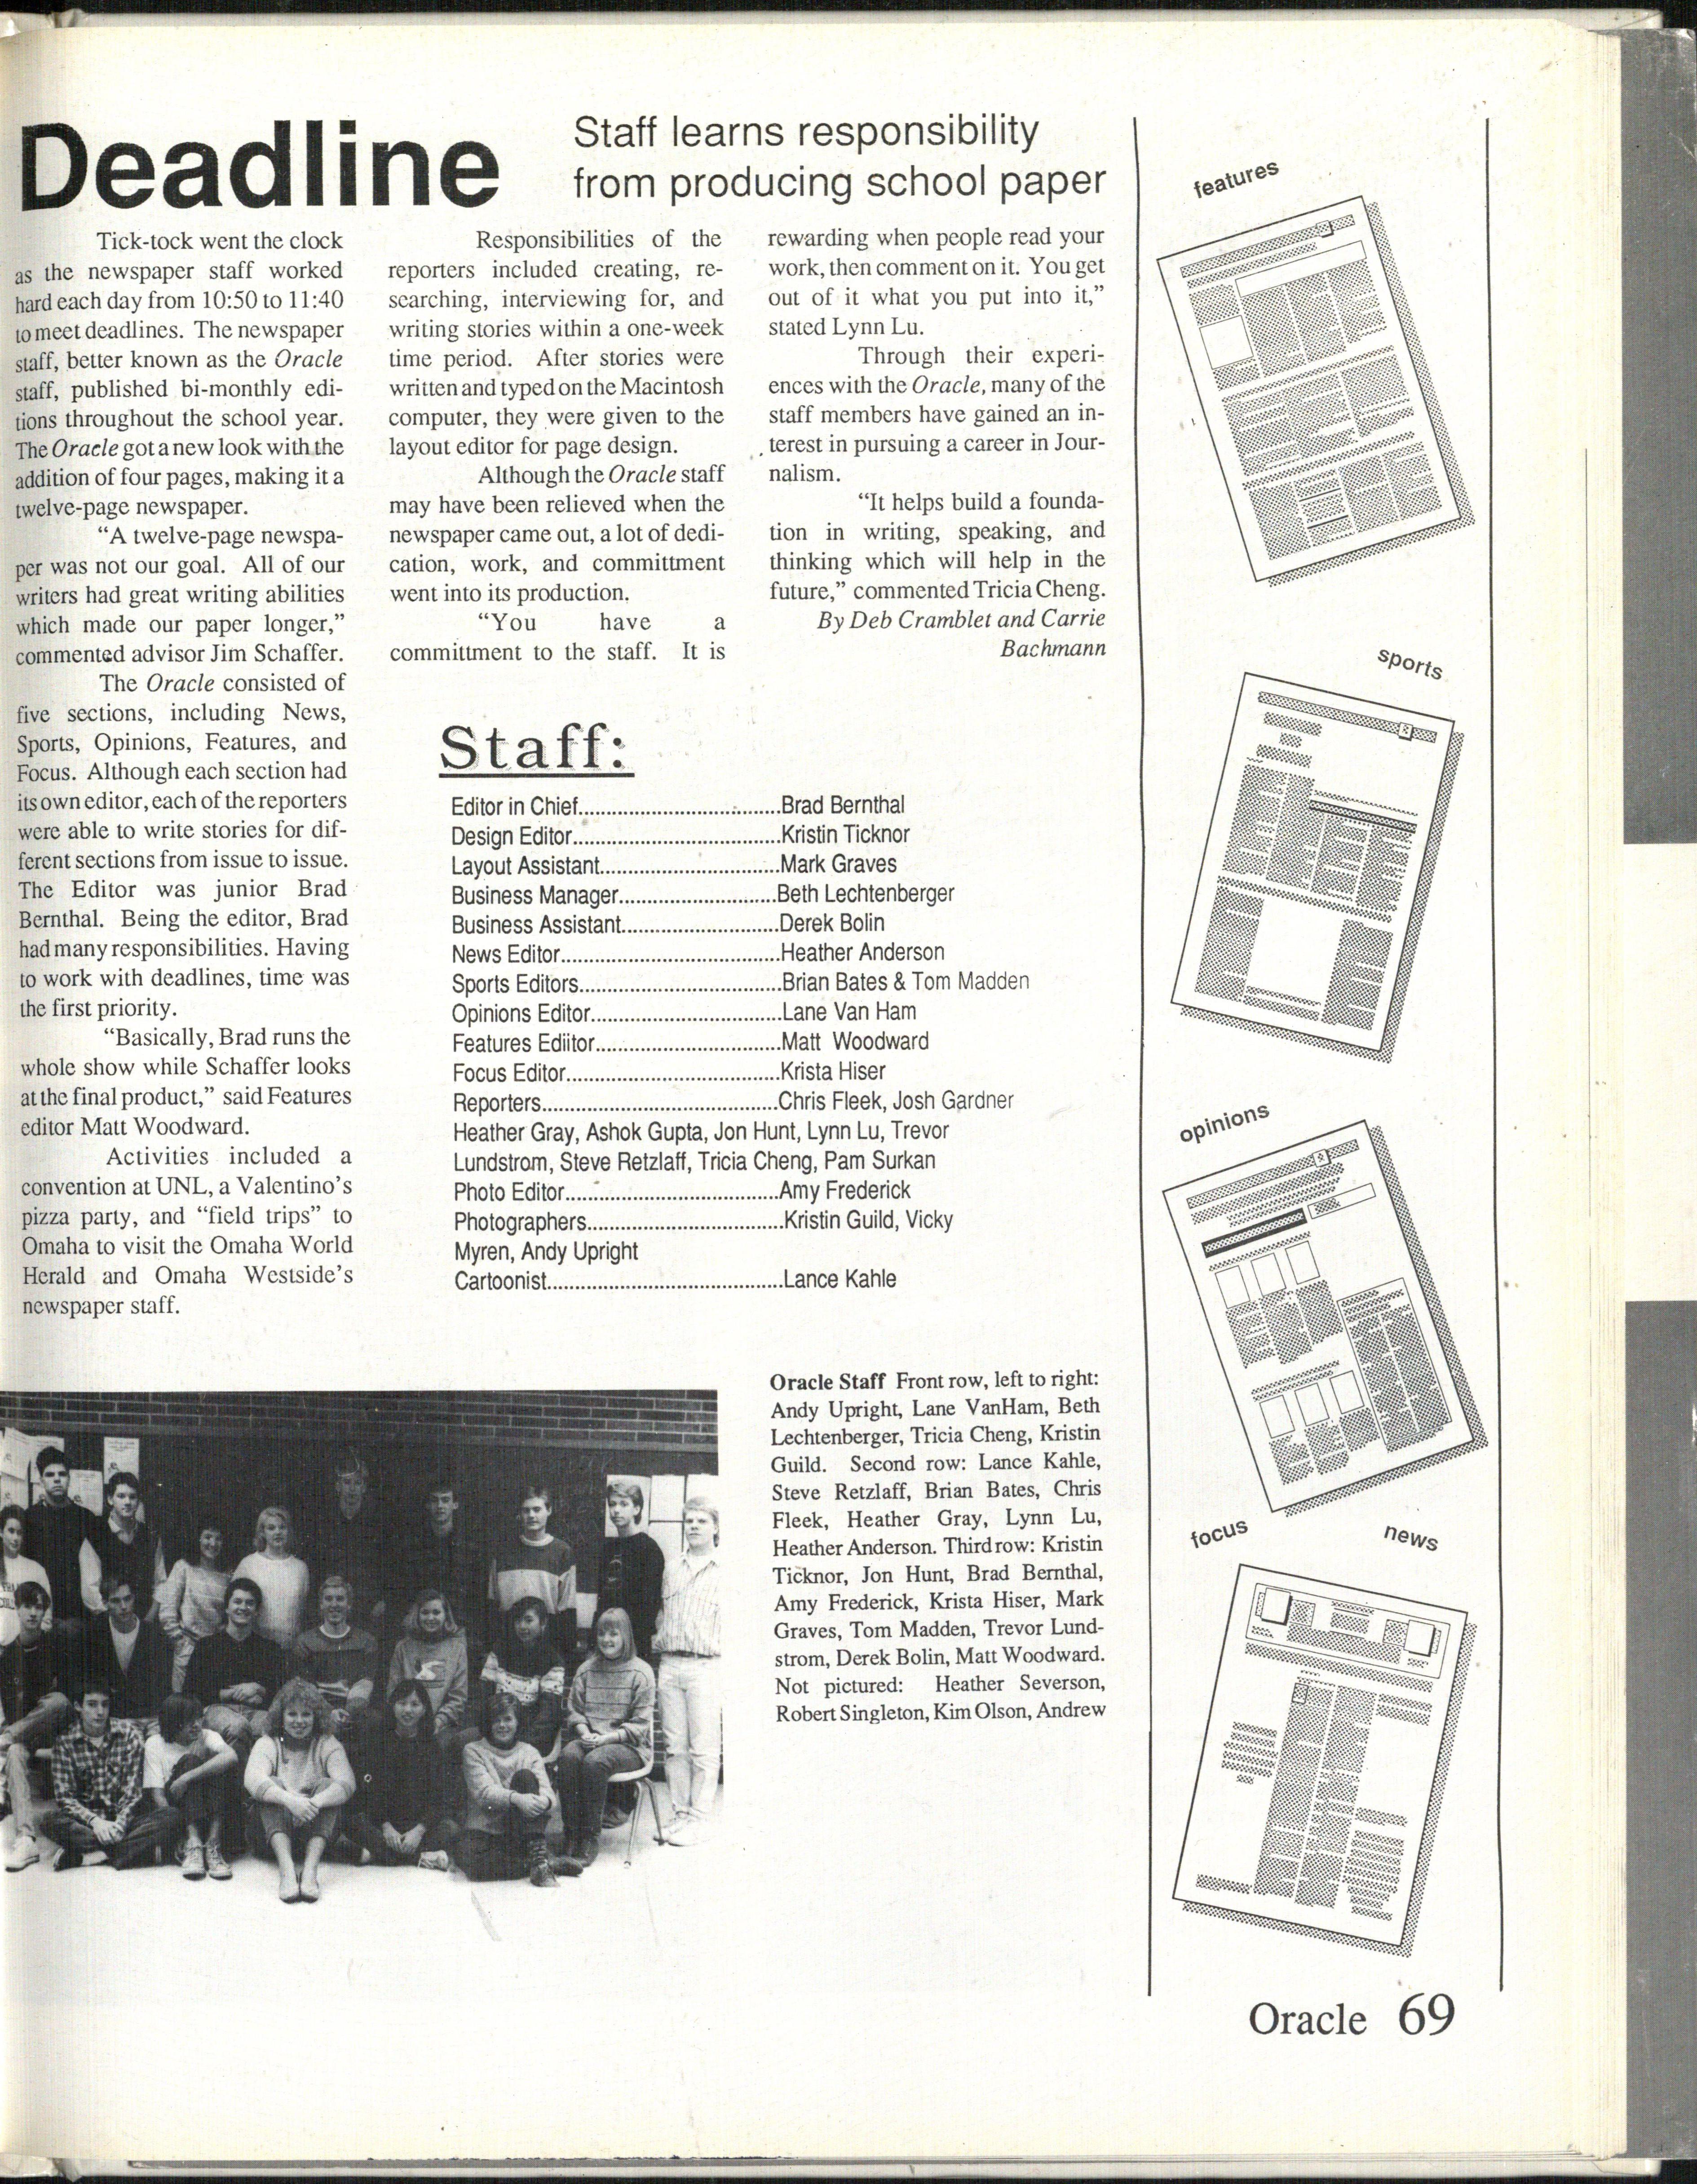 Deadline
Staff learns responsibility
from producing school paper
Tick-tock went the clock
as the newspaper staff worked
hard each day from 10:50 to 11:40
to meet deadlines. The newspaper
staff, better known as the Oracle
staff, published bi-monthly edi-
tions throughout the school year.
The Oracle got a new look with the
addition of four pages, making it a
twelve-page newspaper.
“A twelve-page newspa-
per was not our goal. All of our
writers had great writing abilities
which made our paper longer,”
commented advisor Jim Schaffer.
The Oracle consisted of
five sections, including News,
Sports, Opinions, Features, and
Focus. Although each section had
its own editor, each of the reporters
were able to write stories for dif-
ferent sections from issue to issue.
The Editor was junior Brad
Bernthal. Being the editor, Brad
had many responsibilities. Having
to work with deadlines, time was
the first priority.
“Basically, Brad runs the
whole show while Schaffer looks
at the final product,” said Features
editor Matt Woodward.
Activities included a
convention at UNL, a Valentino’s
pizza party, and “field trips” to
Omaha to visit the Omaha World
Herald and Omaha Westside’s
newspaper staff.
Responsibilities of the
reporters included creating, re-
searching, interviewing for, and
writing stories within a one-week
time period. After stories were
written and typed on the Macintosh
computer, they were given to the
layout editor for page design.
Although the Oracle staff
may have been relieved when the
newspaper came out, a lot of dedi-
cation, work, and committment
went into its production.
“You have a
committment to the staff. It is
rewarding when people read your
work, then comment on it. You get
out of it what you put into it,”
stated Lynn Lu.
Through their experi-
ences with the Oracle, many of the
staff members have gained an in-
terest in pursuing a career in Jour-
nalism.
“It helps build a founda-
tion in writing, speaking, and
thinking which will help in the
future,” commented Tricia Cheng.
By Deb Cramblet and Carrie
Bachmann
Staff:
Editor in Chief......................................Brad Bernthal
Design Editor.......................................Kristin Ticknor
Layout Assistant..................................Mark Graves
Business Manager.............................Beth Lechtenberger
Business Assistant.............................Derek Bolin
News Editor.........................................Heather Anderson
Sports Editors......................................Brian Bates & Tom Madden
Opinions Editor....................................Lane Van Ham
Features Ediitor...................................Matt Woodward
Focus Editor........................................Krista Hiser
Reporters............................................Chris Fleek, Josh Gardner
Heather Gray, Ashok Gupta, Jon Hunt, Lynn Lu, Trevor
Lundstrom, Steve Retzlaff, Tricia Cheng, Pam Surkan
Photo Editor........................................Amy Frederick
Photographers.....................................Kristin Guild, Vicky
Myren, Andy Upright
Cartoonist............................................Lance Kahle
Oracle Staff Front row, left to right:
Andy Upright, Lane VanHam, Beth
Lechtenberger, Tricia Cheng, Kristin
Guild. Second row: Lance Kahle,
Steve Retzlaff, Brian Bates, Chris
Fleek, Heather Gray, Lynn Lu,
Heather Anderson. Third row: Kristin
Ticknor, Jon Hunt, Brad Bernthal,
Amy Frederick, Krista Hiser, Mark
Graves, Tom Madden, Trevor Lund-
strom, Derek Bolin, Matt Woodward.
Not pictured: Heather Severson,
Robert Singleton, Kim Olson, Andrew
features
sports
opinions
focus
news
Oracle 69